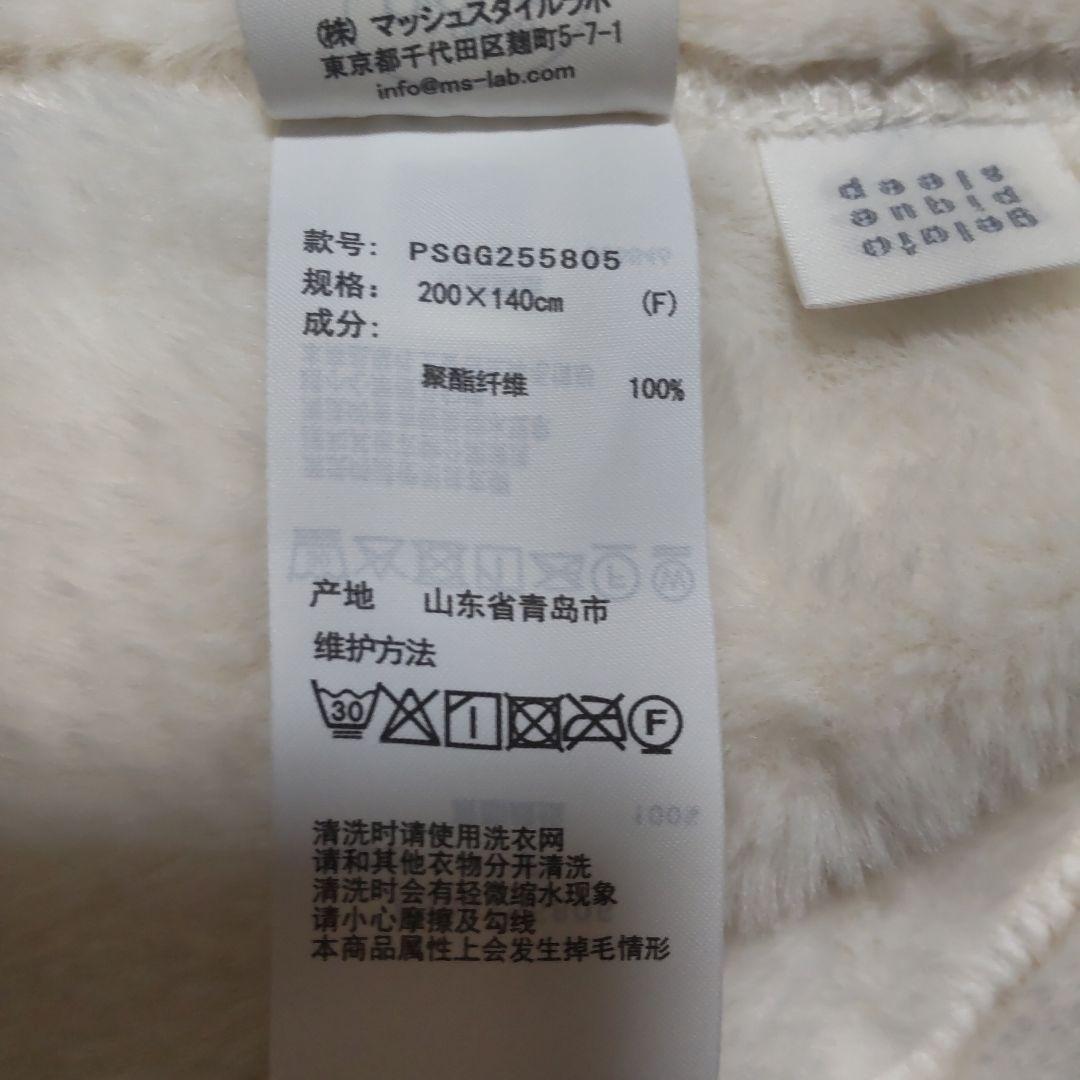 (株) マッシュスタイルラボ
東京都千代田区麹町5-7-1
info@ms-lab.com
款号: PSGG255805
规格: 200×140cm (F)
成分:
聚酯纤维 100%
产地 山东省青岛市
维护方法
30
F
清洗时请使用洗衣网
请和其他衣物分开清洗
清洗时会有轻微缩水现象
请小心摩擦及勾线
本商品属性上会发生掉毛情形